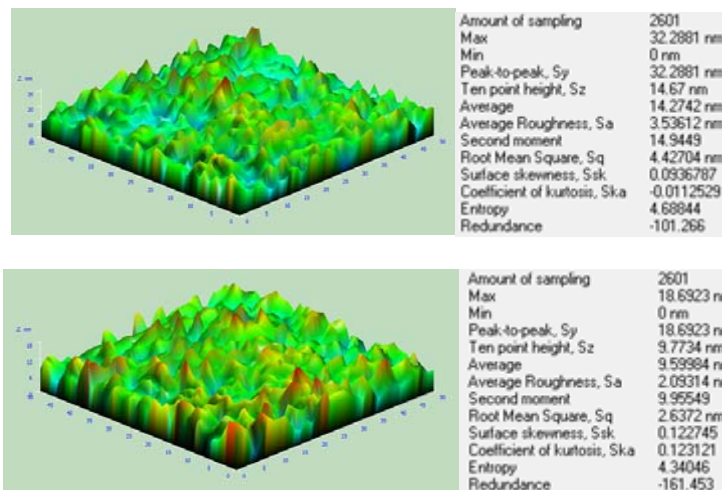 Amount of sampling 2601
Max 32.2881 nm
Min 0 nm
Peak-to-peak, Sy 32.2881 nm
Ten point height, Sz 14.67 nm
Average 14.2742 nm
Average Roughness, Sa 3.53612 nm
Second moment 14.9449
Root Mean Square, Sq 4.42704 nm
Surface skewness, Ssk 0.0936787
Coefficient of kurtosis, Ska -0.0112529
Entropy 4.68844
Redundance -101.266
Amount of sampling 2601
Max 18.6923 n
Min 0 nm
Peak-to-peak, Sy 18.6923 n
Ten point height, Sz 9.7734 nm
Average 9.59984 n
Average Roughness, Sa 2.09314 n
Second moment 9.95549
Root Mean Square, Sq 2.6372 nm
Surface skewness, Ssk 0.122745
Coefficient of kurtosis, Ska 0.123121
Entropy 4.34046
Redundance -161.453